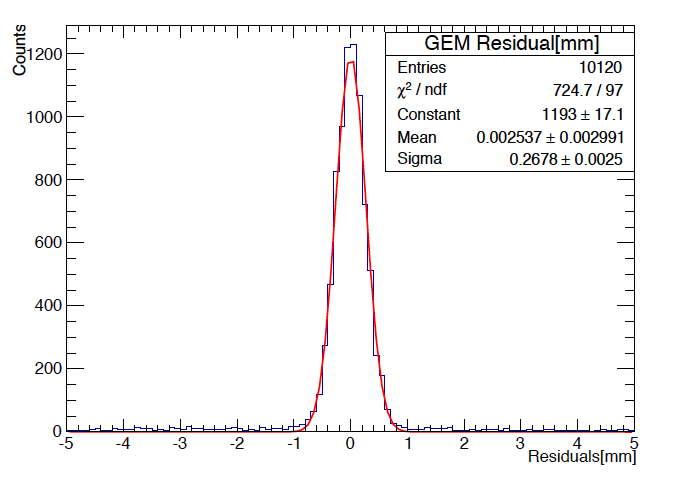 Counts
GEM Residual[mm]
Entries 10120
χ² / ndf 724.7 / 97
Constant 1193 ± 17.1
Mean 0.002537 ± 0.002991
Sigma 0.2678 ± 0.0025
1200
1000
800
600
400
200
0
-5 -4 -3 -2 -1 0 1 2 3 4 5
Residuals[mm]